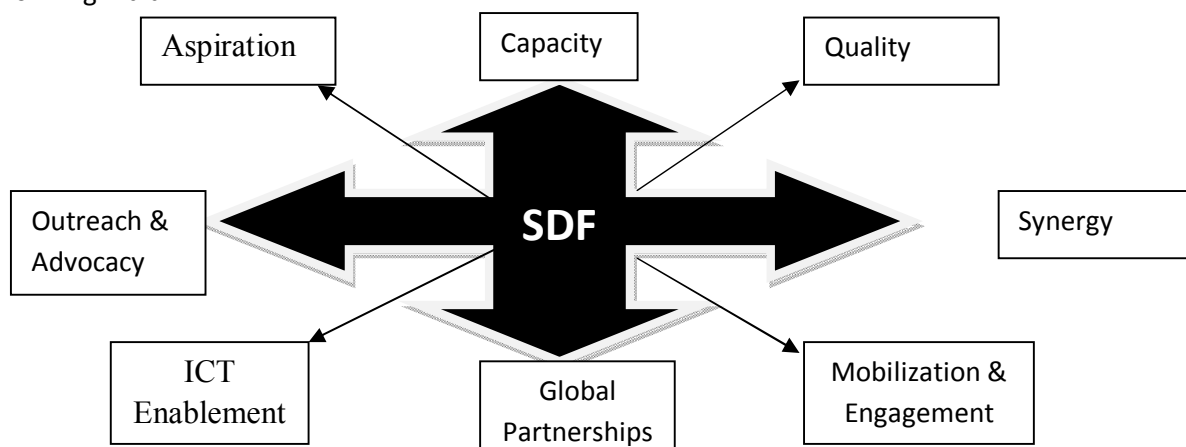 Aspiration
Capacity
Quality
Outreach &
Advocacy
SDF
Synergy
ICT
Enablement
Global
Partnerships
Mobilization &
Engagement